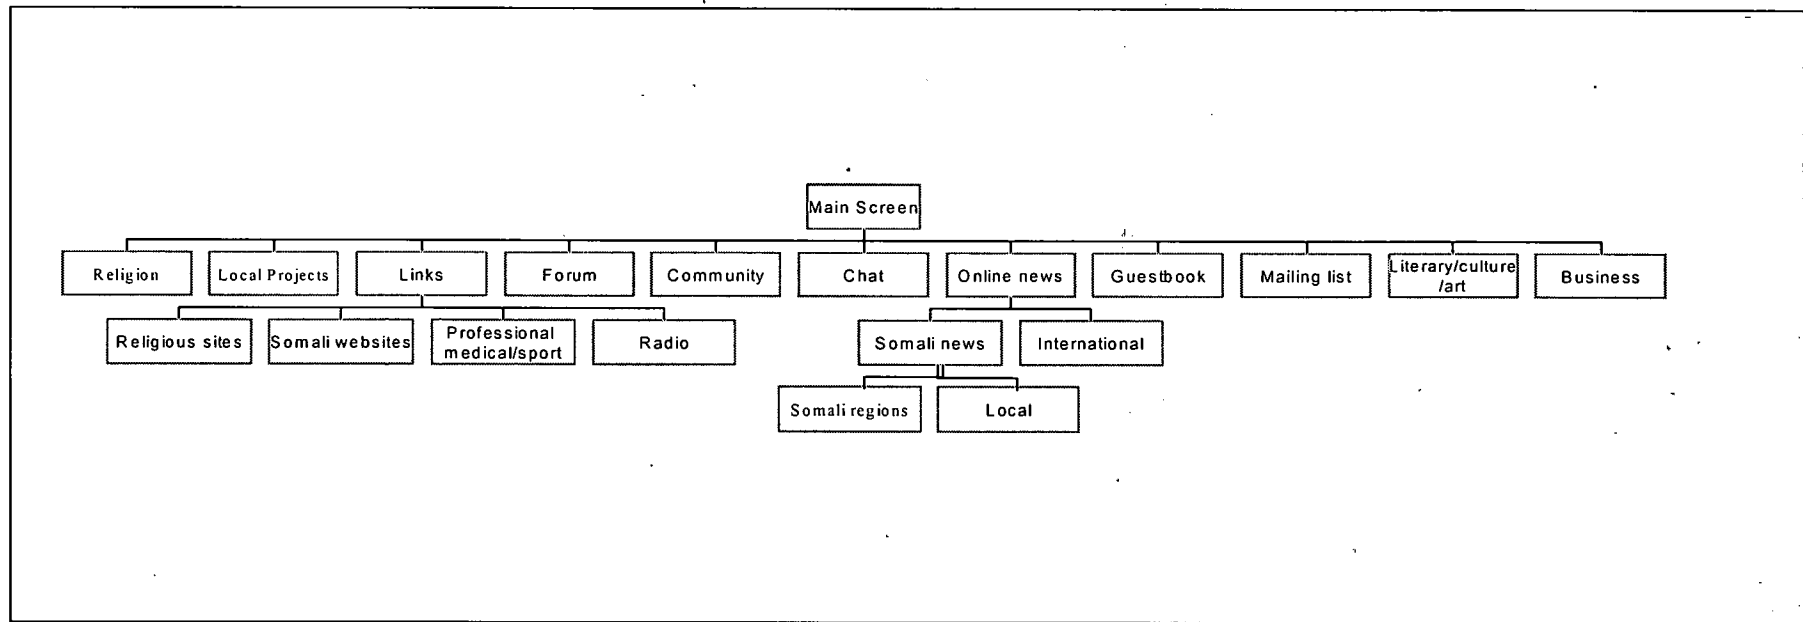 Main Screen
Religion
Local Projects
Links
Forum
Community
Chat
Online news
Guestbook
Mailing list
Literary/culture
/art
Business
Religious sites
Somali websites
Professional
medical/sport
Radio
Somali news
International
Somali regions
Local